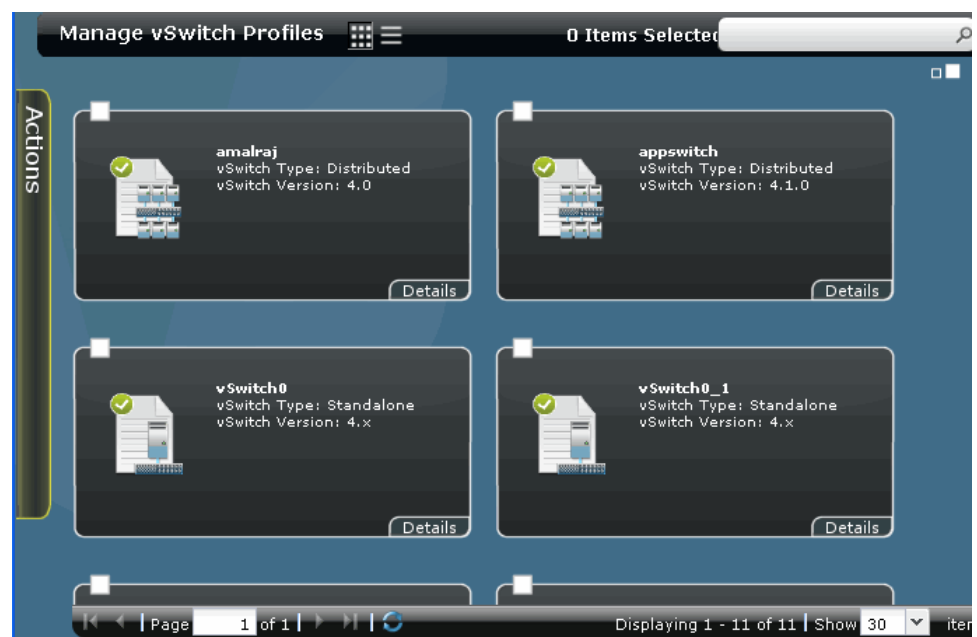 Manage vSwitch Profiles
0 Items Selected
Actions
amalraj
vSwitch Type: Distributed
vSwitch Version: 4.0
Details
appswitch
vSwitch Type: Distributed
vSwitch Version: 4.1.0
Details
vSwitch0
vSwitch Type: Standalone
vSwitch Version: 4.x
Details
vSwitch0_1
vSwitch Type: Standalone
vSwitch Version: 4.x
Details
Page 1 of 1
Displaying 1 - 11 of 11 Show 30 iter